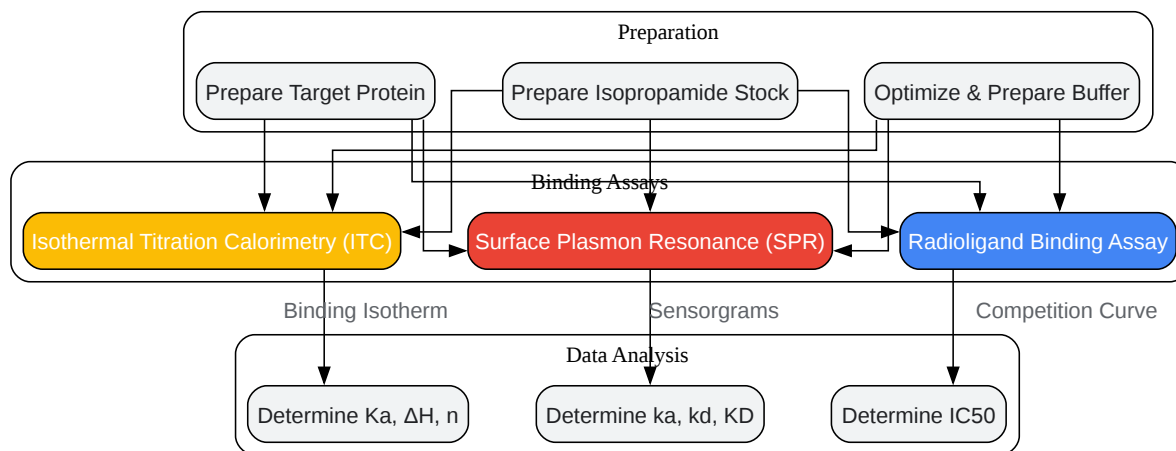 Preparation
Prepare Target Protein
Prepare Isopropamide Stock
Optimize & Prepare Buffer
Binding Assays
Isothermal Titration Calorimetry (ITC)
Surface Plasmon Resonance (SPR)
Radioligand Binding Assay
Binding Isotherm
Sensorgrams
Competition Curve
Data Analysis
Determine Ka, ΔH, n
Determine ka, kd, KD
Determine IC50